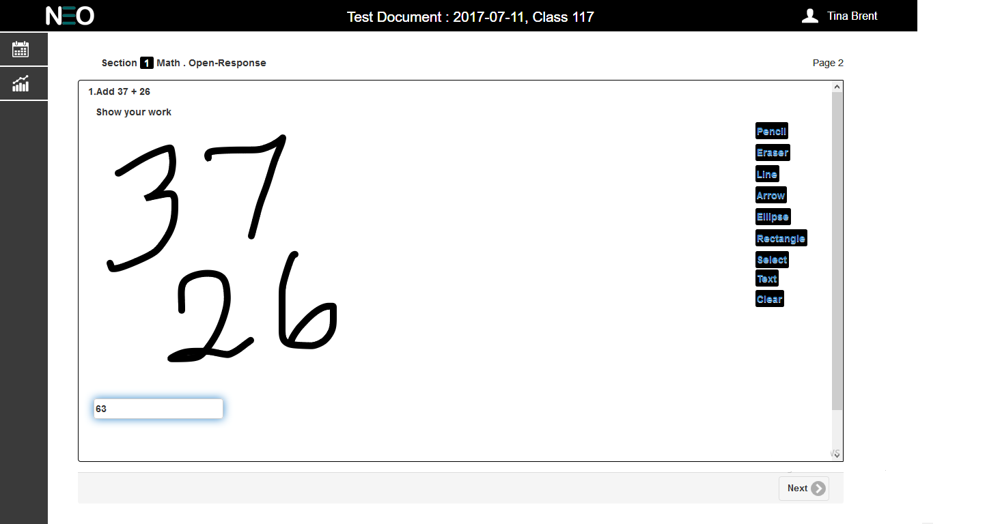 NEO
Test Document : 2017-07-11, Class 117
Tina Brent
Section 1 Math . Open-Response
Page 2
1.Add 37 + 26
Show your work
37
26
Pencil
Eraser
Line
Arrow
Ellipse
Rectangle
Select
Text
Clear
63
Next